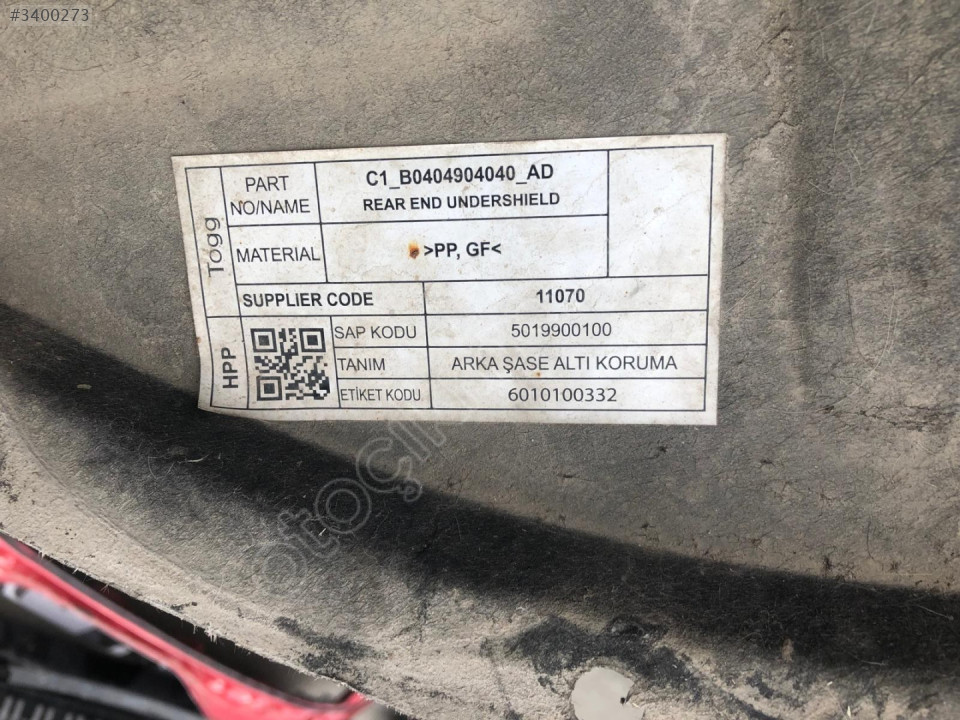 #3400273
Togg
PART NO/NAME
C1_B0404904040_AD
REAR END UNDERSHIELD
MATERIAL
>PP, GF<
SUPPLIER CODE
11070
HPP
SAP KODU
5019900100
TANIM
ARKA ŞASE ALTI KORUMA
ETİKET KODU
6010100332